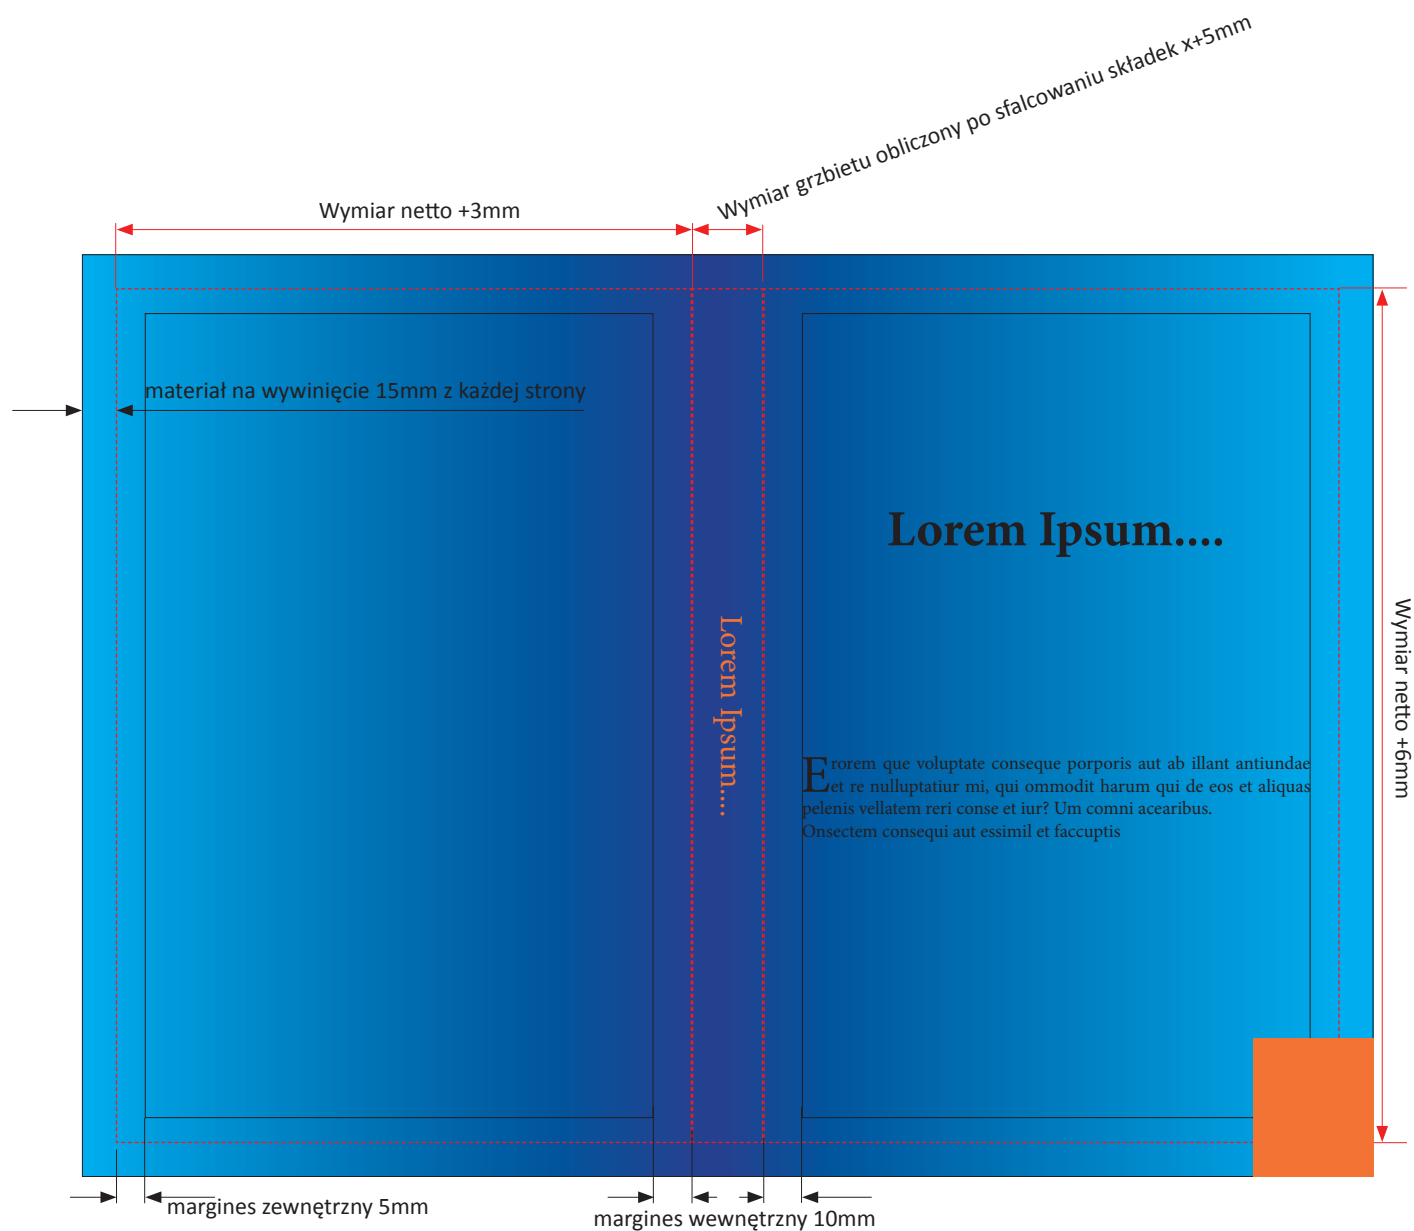 Wymiar grzbietu obliczony po sfalcowaniu składek x+5mm
Wymiar netto +3mm
materiał na wywinięcie 15mm z każdej strony
Lorem Ipsum....
Lorem Ipsum....
Wymiar netto +6mm
Erorem que voluptate conseque porporis aut ab illant antiundae
et re nulluptatiur mi, qui ommodit harum qui de eos et aliquas
pelenis vellatem reri conse et iur? Um comni acearibus.
Onsectem consequi aut essimil et faccuptis
margines zewnętrzny 5mm
margines wewnętrzny 10mm